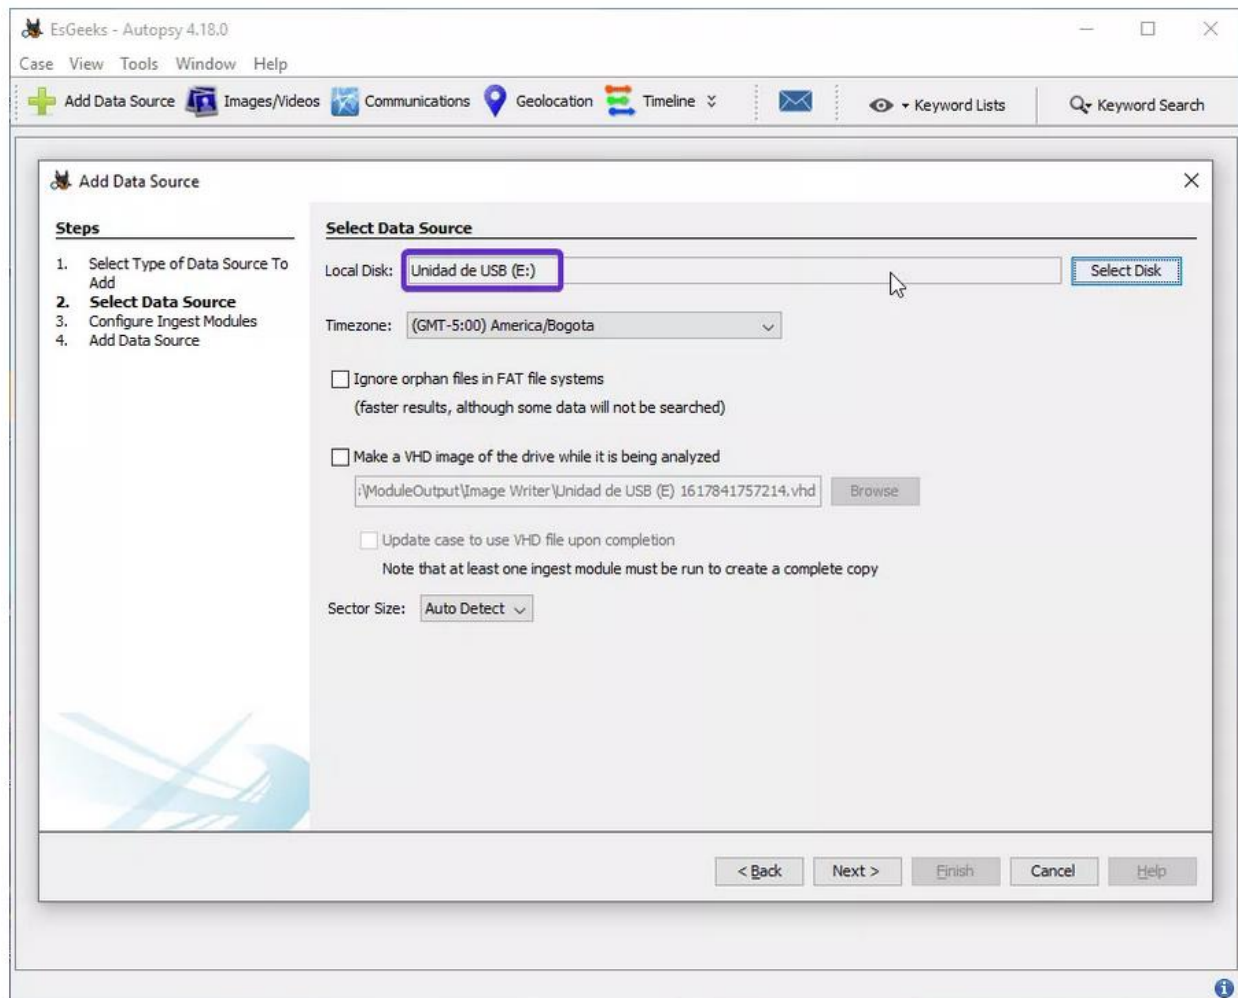 EsGeeks - Autopsy 4.18.0
Case View Tools Window Help
Add Data Source Images/Videos Communications Geolocation Timeline Keyword Lists Keyword Search
Add Data Source
Steps
1. Select Type of Data Source To
Add
2. Select Data Source
3. Configure Ingest Modules
4. Add Data Source
Select Data Source
Local Disk: Unidad de USB (E:) Select Disk
Timezone: (GMT-5:00) America/Bogota
Ignore orphan files in FAT file systems
(faster results, although some data will not be searched)
Make a VHD image of the drive while it is being analyzed
:\ModuleOutput\Image Writer\Unidad de USB (E) 1617841757214.vhd Browse
Update case to use VHD file upon completion
Note that at least one ingest module must be run to create a complete copy
Sector Size: Auto Detect
< Back Next > Finish Cancel Help